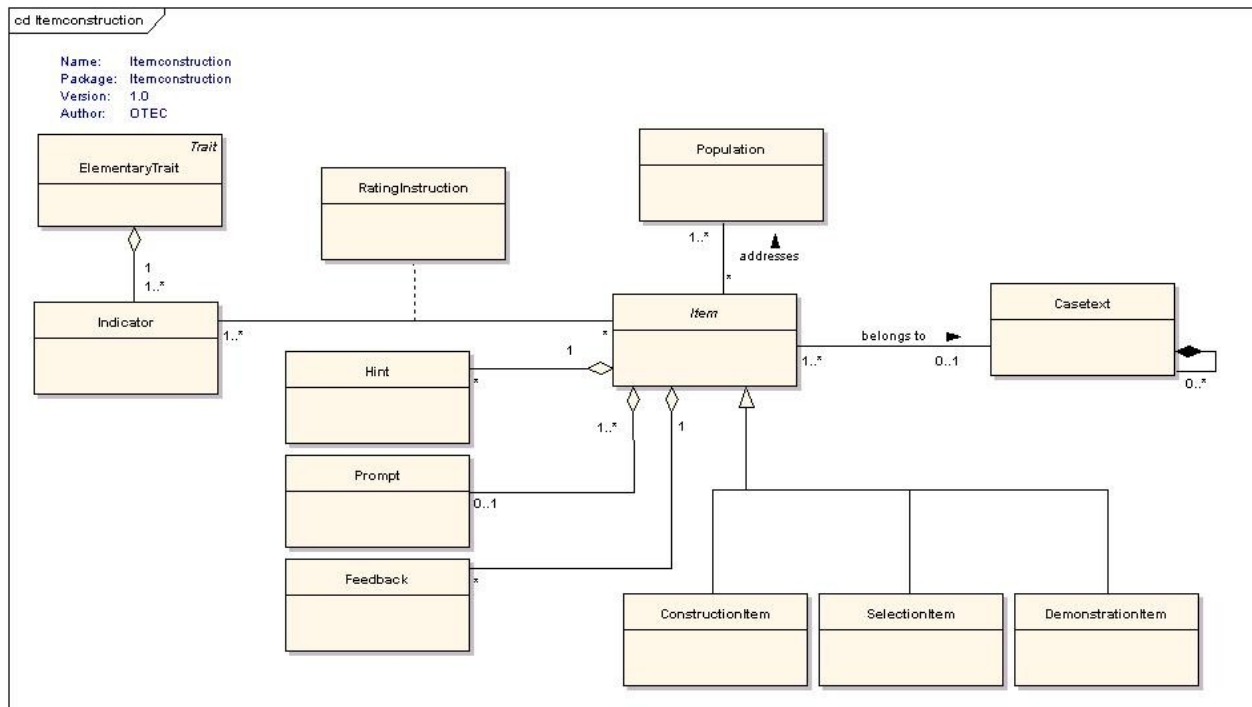 cd Itemconstruction
Name: Itemconstruction
Package: Itemconstruction
Version: 1.0
Author: OTEC
Trait
ElementaryTrait
RatingInstruction
Population
1
1..*
1..*
addresses
*
Indicator
1..*
*
Item
belongs to
1..*
0..1
Casetext
0..*
Hint
1
*
1..*
1
Prompt
0..1
Feedback
*
ConstructionItem
SelectionItem
DemonstrationItem